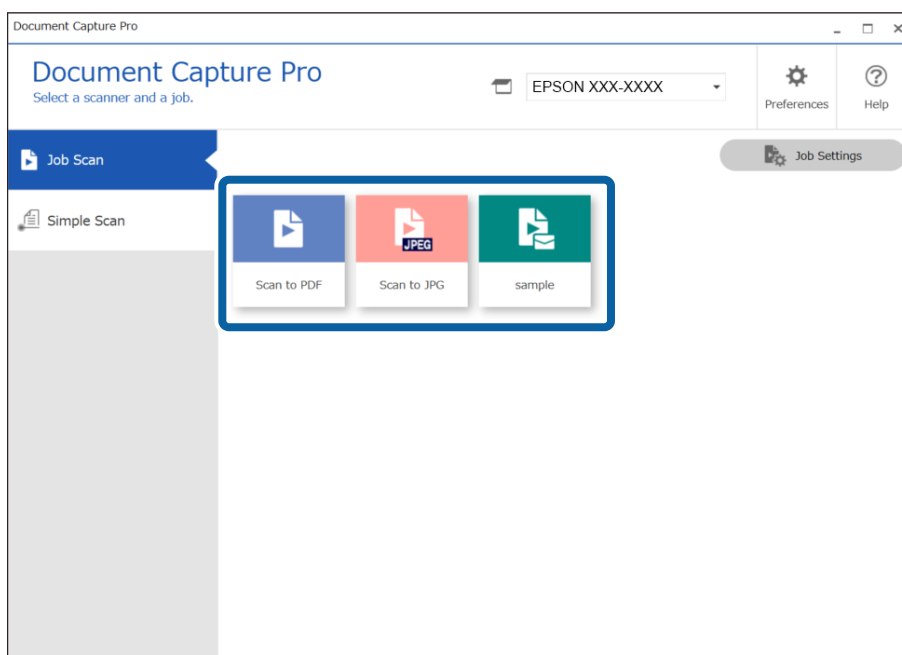 Document Capture Pro
Document Capture Pro
Select a scanner and a job.
EPSON XXX-XXXX
Preferences
Help
Job Scan
Job Settings
Simple Scan
JPEG
Scan to PDF
Scan to JPG
sample